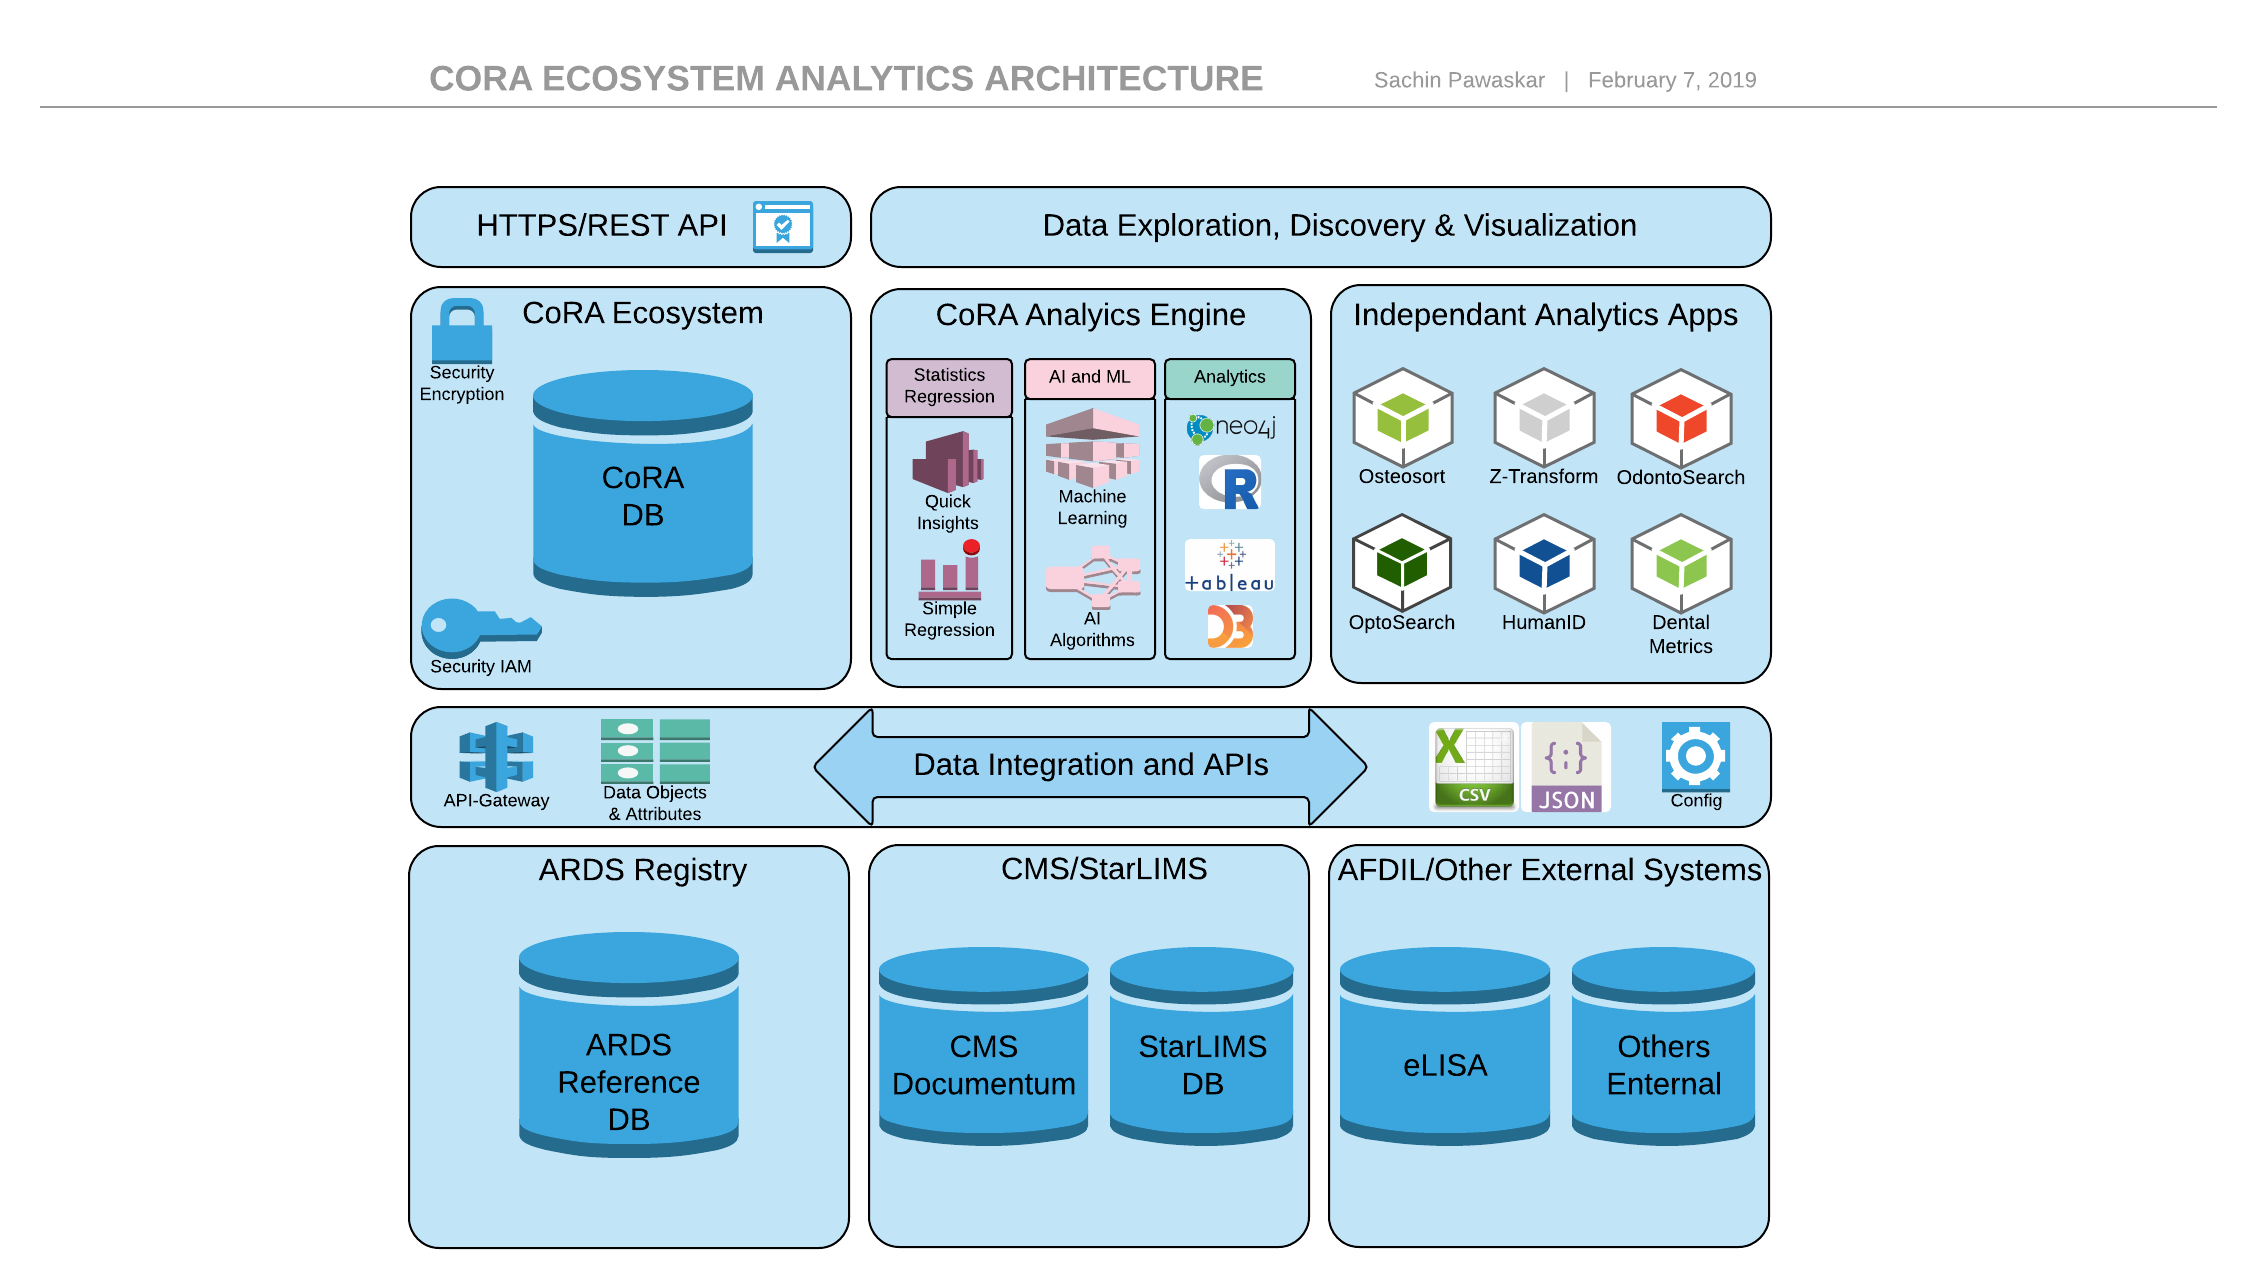 CORA ECOSYSTEM ANALYTICS ARCHITECTURE
Sachin Pawaskar | February 7, 2019
HTTPS/REST API
Data Exploration, Discovery & Visualization
CoRA Ecosystem
Security
Encryption
CoRA
DB
Security IAM
CoRA Analyics Engine
Statistics
Regression
Quick
Insights
Simple
Regression
AI and ML
Machine
Learning
AI
Algorithms
Analytics
neo4j
R
+ableau
D3
Independant Analytics Apps
Osteosort
Z-Transform
OdontoSearch
OptoSearch
HumanID
Dental
Metrics
API-Gateway
Data Objects
& Attributes
Data Integration and APIs
X
CSV
{;}
JSON
Config
ARDS Registry
ARDS
Reference
DB
CMS/StarLIMS
CMS
Documentum
StarLIMS
DB
AFDIL/Other External Systems
eLISA
Others
Enternal